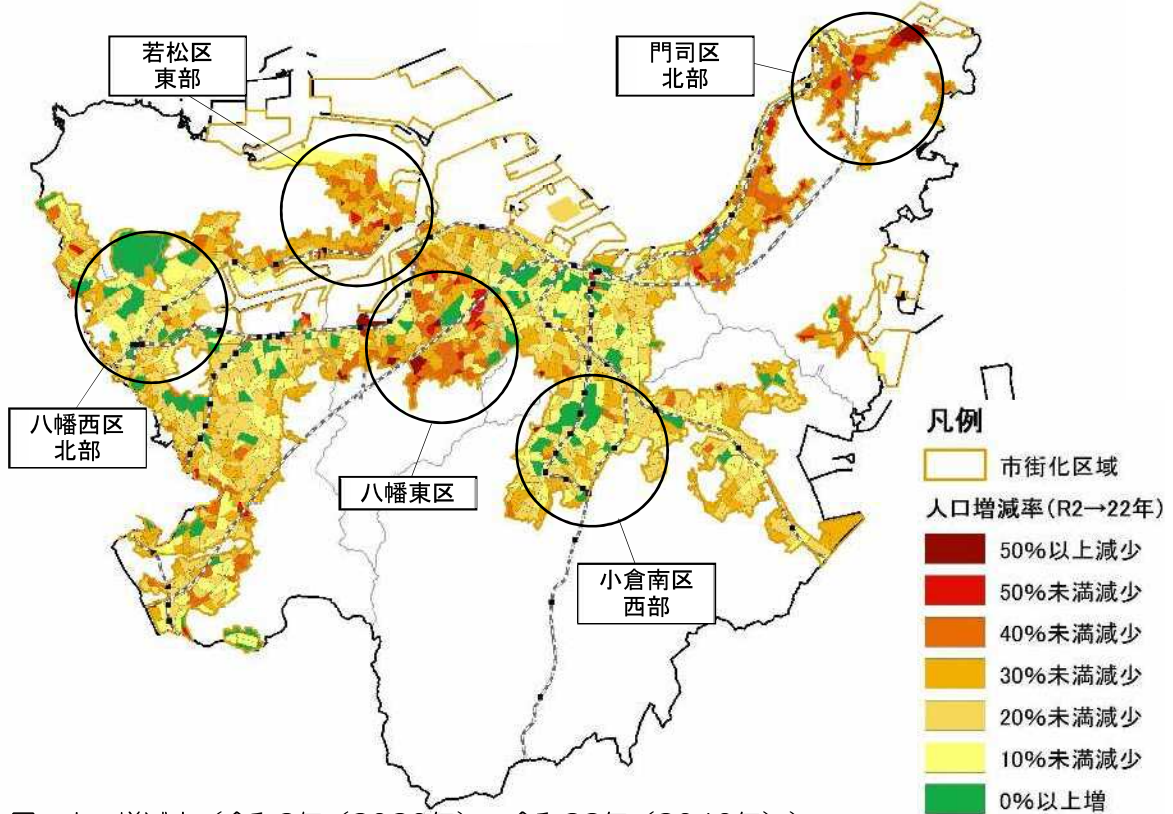 若松区
東部
門司区
北部
八幡西区
北部
八幡東区
小倉南区
西部
凡例
市街化区域
人口増減率(R2→22年)
50%以上減少
50%未満減少
40%未満減少
30%未満減少
20%未満減少
10%未満減少
0%以上増